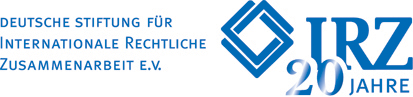 DEUTSCHE STIFTUNG FÜR
INTERNATIONALE RECHTLICHE
ZUSAMMENARBEIT E.V.
IRZ
20 JAHRE